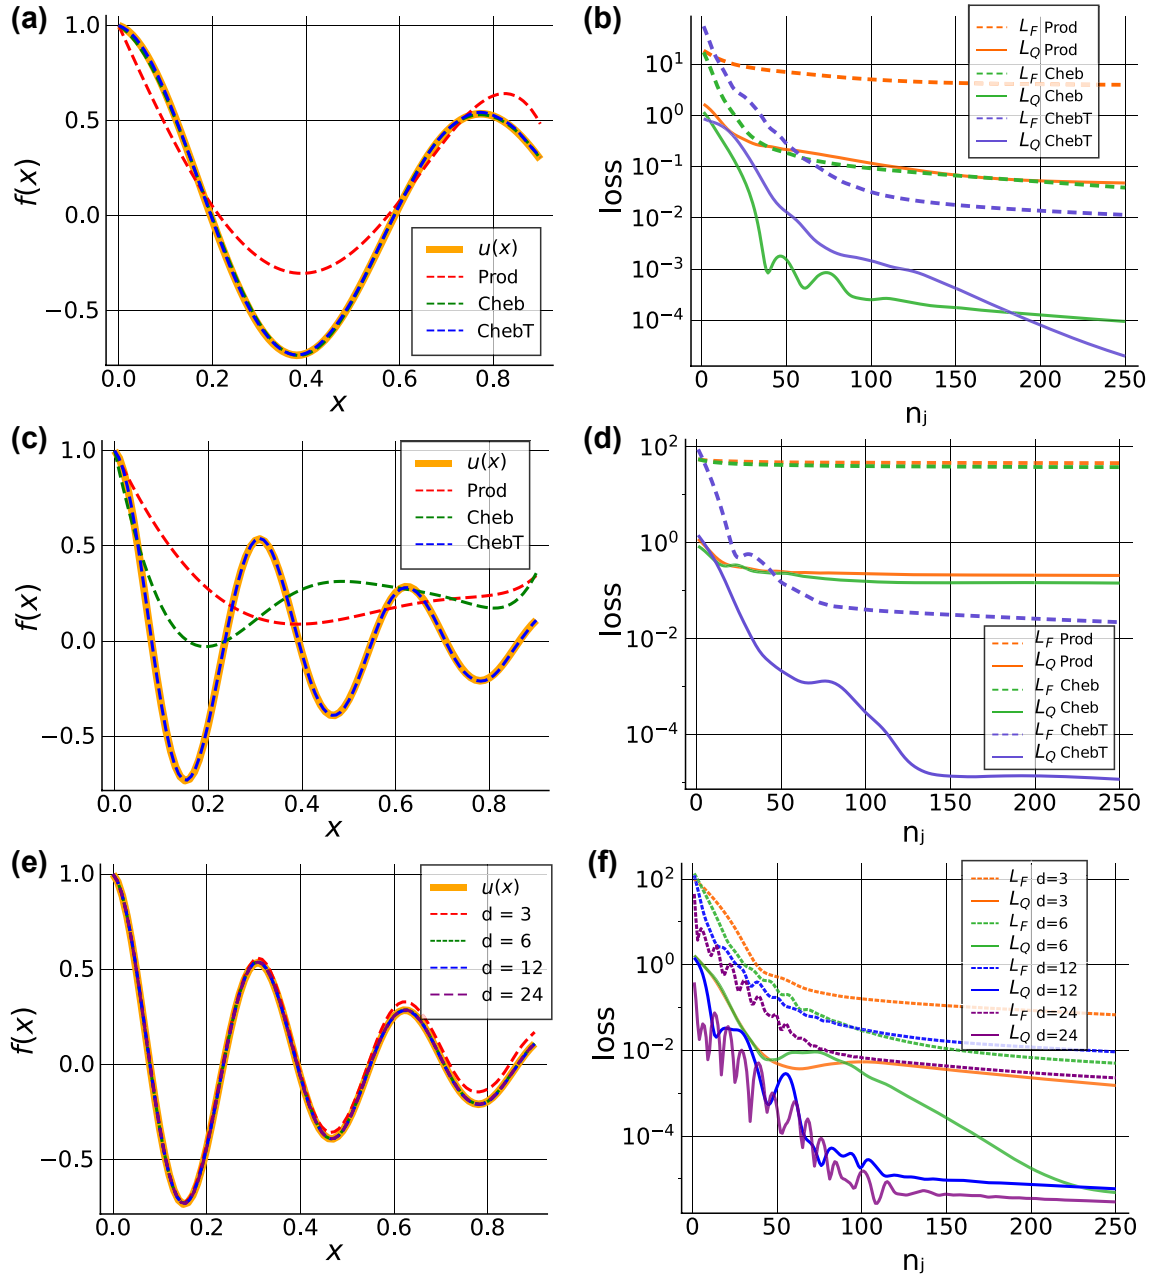 (a)
1.0
0.5
0.0
−0.5
f(x)
0.0 0.2 0.4 0.6 0.8
x
u(x)
Prod
Cheb
ChebT
(b)
10^1
10^0
10^-1
10^-2
10^-3
10^-4
loss
0 50 100 150 200 250
n_j
L_F Prod
L_Q Prod
L_F Cheb
L_Q Cheb
L_F ChebT
L_Q ChebT
(c)
1.0
0.5
0.0
−0.5
f(x)
0.0 0.2 0.4 0.6 0.8
x
u(x)
Prod
Cheb
ChebT
(d)
10^2
10^0
10^-2
10^-4
loss
0 50 100 150 200 250
n_j
L_F Prod
L_Q Prod
L_F Cheb
L_Q Cheb
L_F ChebT
L_Q ChebT
(e)
1.0
0.5
0.0
−0.5
f(x)
0.0 0.2 0.4 0.6 0.8
x
u(x)
d = 3
d = 6
d = 12
d = 24
(f)
10^2
10^0
10^-2
10^-4
loss
0 50 100 150 200 250
n_j
L_F d=3
L_Q d=3
L_F d=6
L_Q d=6
L_F d=12
L_Q d=12
L_F d=24
L_Q d=24